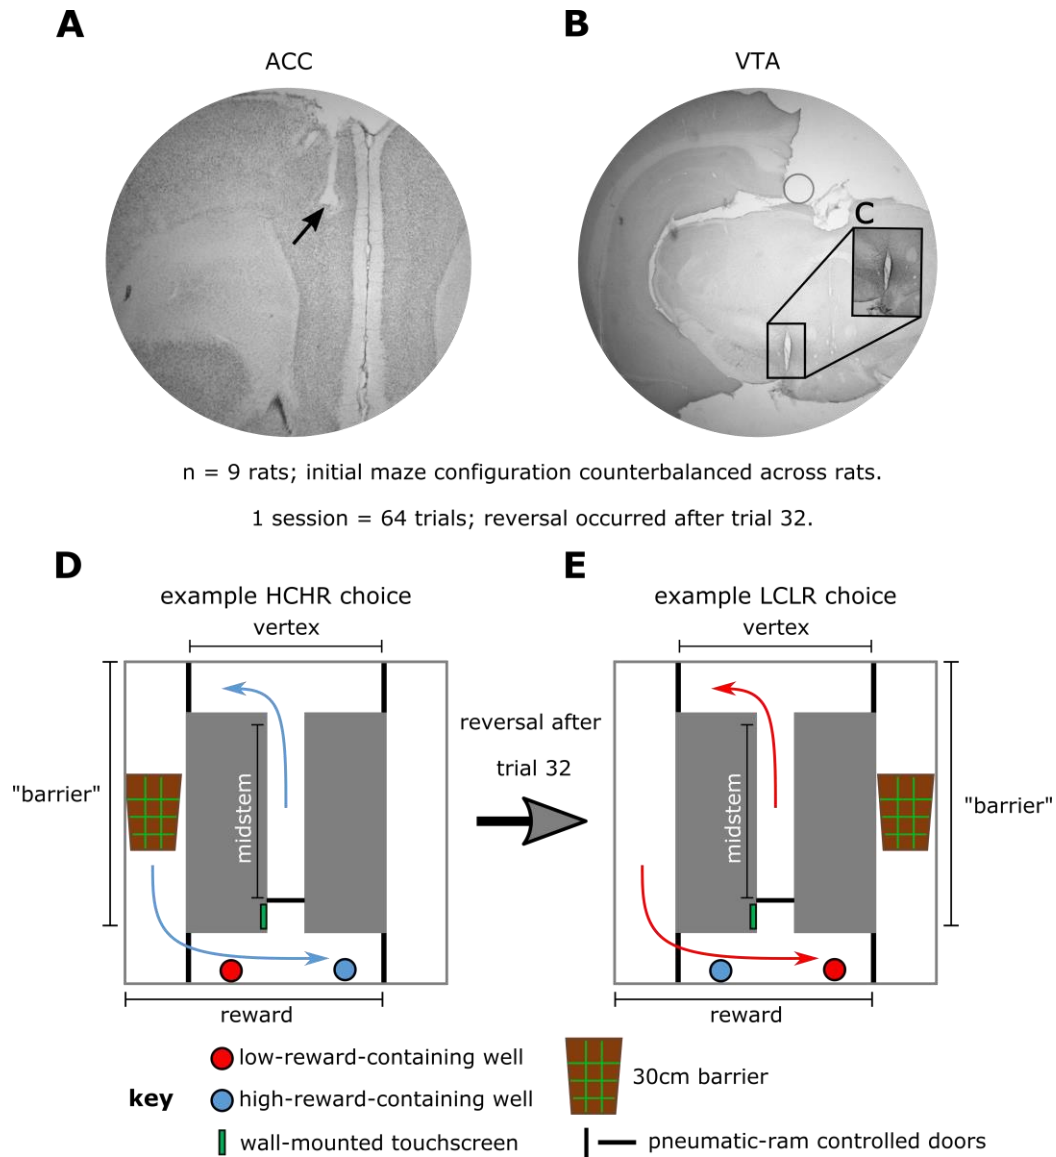 A
B
ACC
VTA
C
n = 9 rats; initial maze configuration counterbalanced across rats.
1 session = 64 trials; reversal occurred after trial 32.
D
E
example HCHR choice
example LCLR choice
vertex
vertex
reversal after
trial 32
"barrier"
midstem
midstem
"barrier"
reward
reward
low-reward-containing well
30cm barrier
key
high-reward-containing well
wall-mounted touchscreen
pneumatic-ram controlled doors